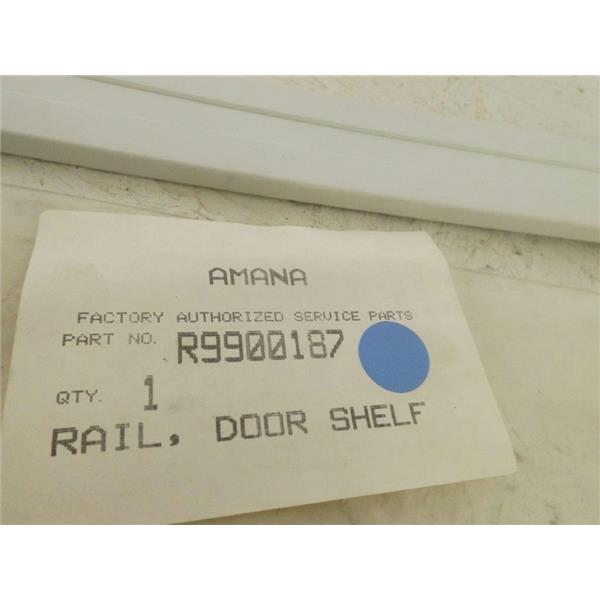 AMANA
FACTORY AUTHORIZED SERVICE PARTS
PART NO. R9900187
QTY. 1
RAIL, DOOR SHELF